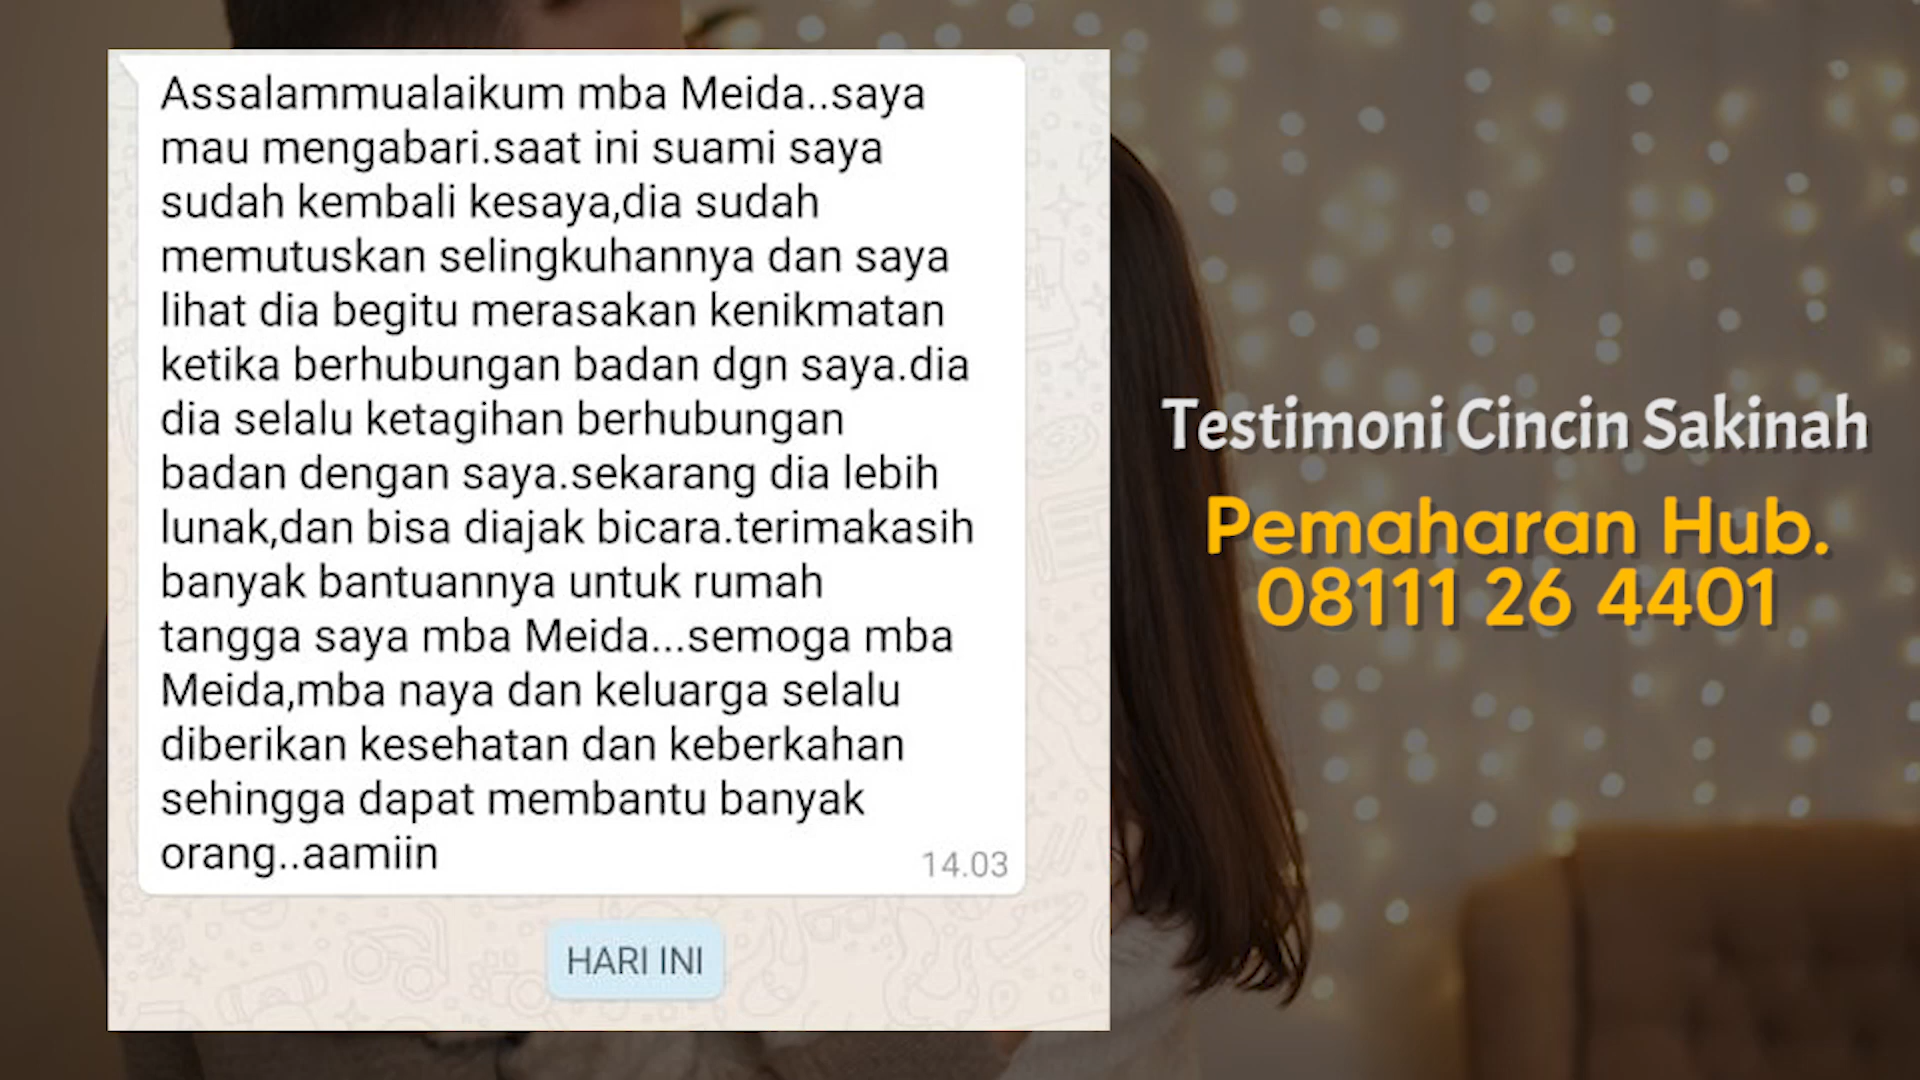 Assalammualaikum mba Meida..saya
mau mengabari.saat ini suami saya
sudah kembali kesaya,dia sudah
memutuskan selingkuhannya dan saya
lihat dia begitu merasakan kenikmatan
ketika berhubungan badan dgn saya.dia
dia selalu ketagihan berhubungan
badan dengan saya.sekarang dia lebih
lunak,dan bisa diajak bicara.terimakasih
banyak bantuannya untuk rumah
tangga saya mba Meida...semoga mba
Meida,mba naya dan keluarga selalu
diberikan kesehatan dan keberkahan
sehingga dapat membantu banyak
orang..aamiin
14.03
HARI INI
Testimoni Cincin Sakinah
Pemaharan Hub.
08111 26 4401